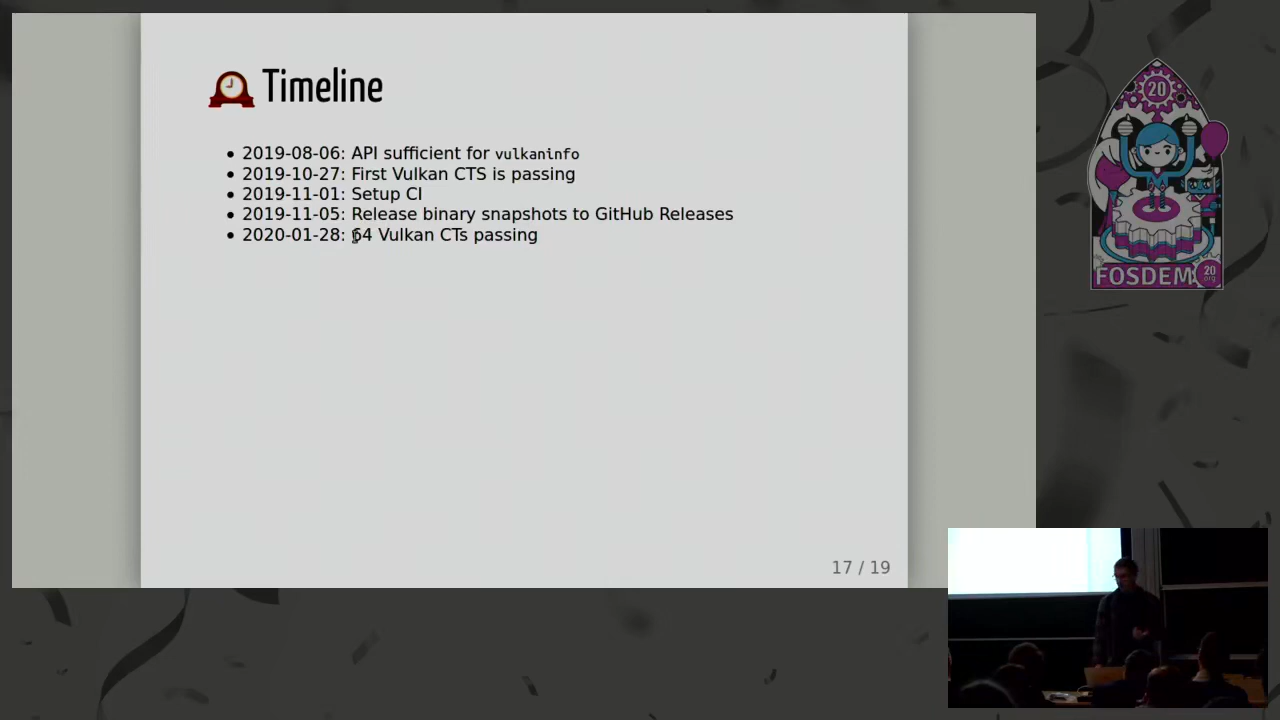 Timeline
2019-08-06: API sufficient for vulkaninfo
2019-10-27: First Vulkan CTS is passing
2019-11-01: Setup CI
2019-11-05: Release binary snapshots to GitHub Releases
2020-01-28: 64 Vulkan CTs passing
17 / 19
20
FOSDEM
20
org